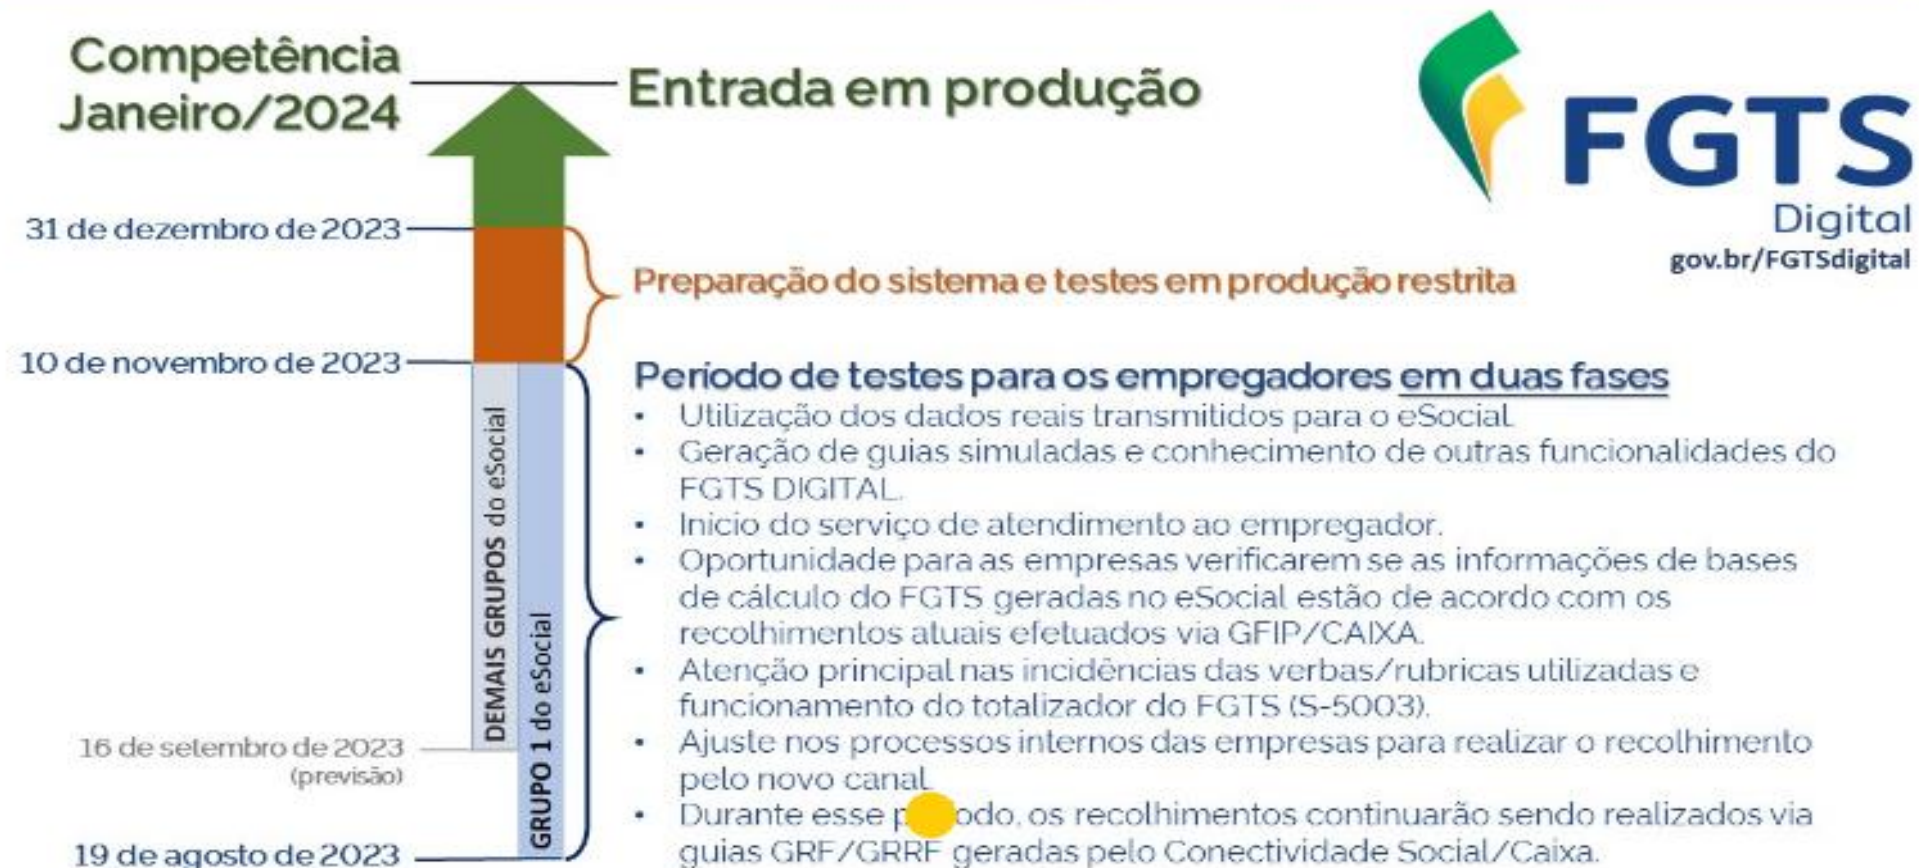 Competência
Janeiro/2024
Entrada em produção
FGTS
Digital
gov.br/FGTSdigital
31 de dezembro de 2023
Preparação do sistema e testes em produção restrita
10 de novembro de 2023
Período de testes para os empregadores em duas fases
• Utilização dos dados reais transmitidos para o eSocial.
• Geração de guias simuladas e conhecimento de outras funcionalidades do
FGTS DIGITAL.
• Inicio do serviço de atendimento ao empregador.
• Oportunidade para as empresas verificarem se as informações de bases
de cálculo do FGTS geradas no eSocial estão de acordo com os
recolhimentos atuais efetuados via GFIP/CAIXA.
• Atenção principal nas incidências das verbas/rubricas utilizadas e
funcionamento do totalizador do FGTS (S-5003).
• Ajuste nos processos internos das empresas para realizar o recolhimento
pelo novo canal.
• Durante esse os recolhimentos continuarão sendo realizados via
guias GRF/GRRF geradas pelo Conectividade Social/Caixa.
DEMAIS GRUPOS do eSocial
GRUPO 1 do eSocial
16 de setembro de 2023
(previsão)
19 de agosto de 2023